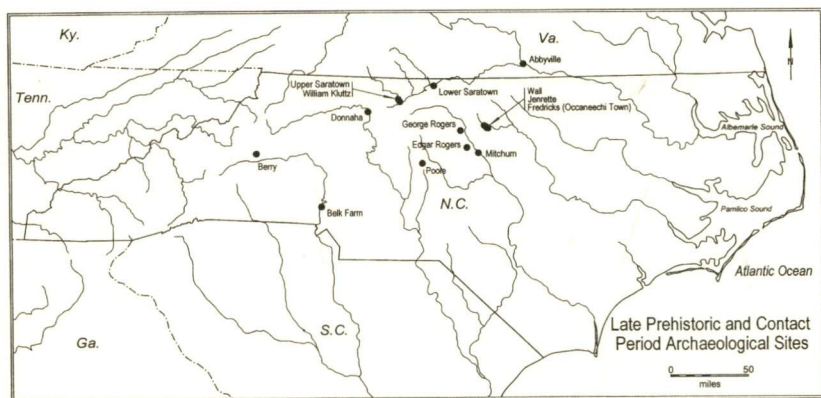 Ky.
Va.
Abbyville
Tenn.
Upper Saratown
William Kluttz
Lower Saratown
Wall
Jenrette
Fredricks (Occaneechi Town)
Donnaha
George Rogers
Albemarle Sound
Edgar Rogers
Mitchum
Berry
Poore
Belk Farm
N.C.
Pamlico Sound
Atlantic Ocean
S.C.
Ga.
Late Prehistoric and Contact
Period Archaeological Sites
0 50
miles
N